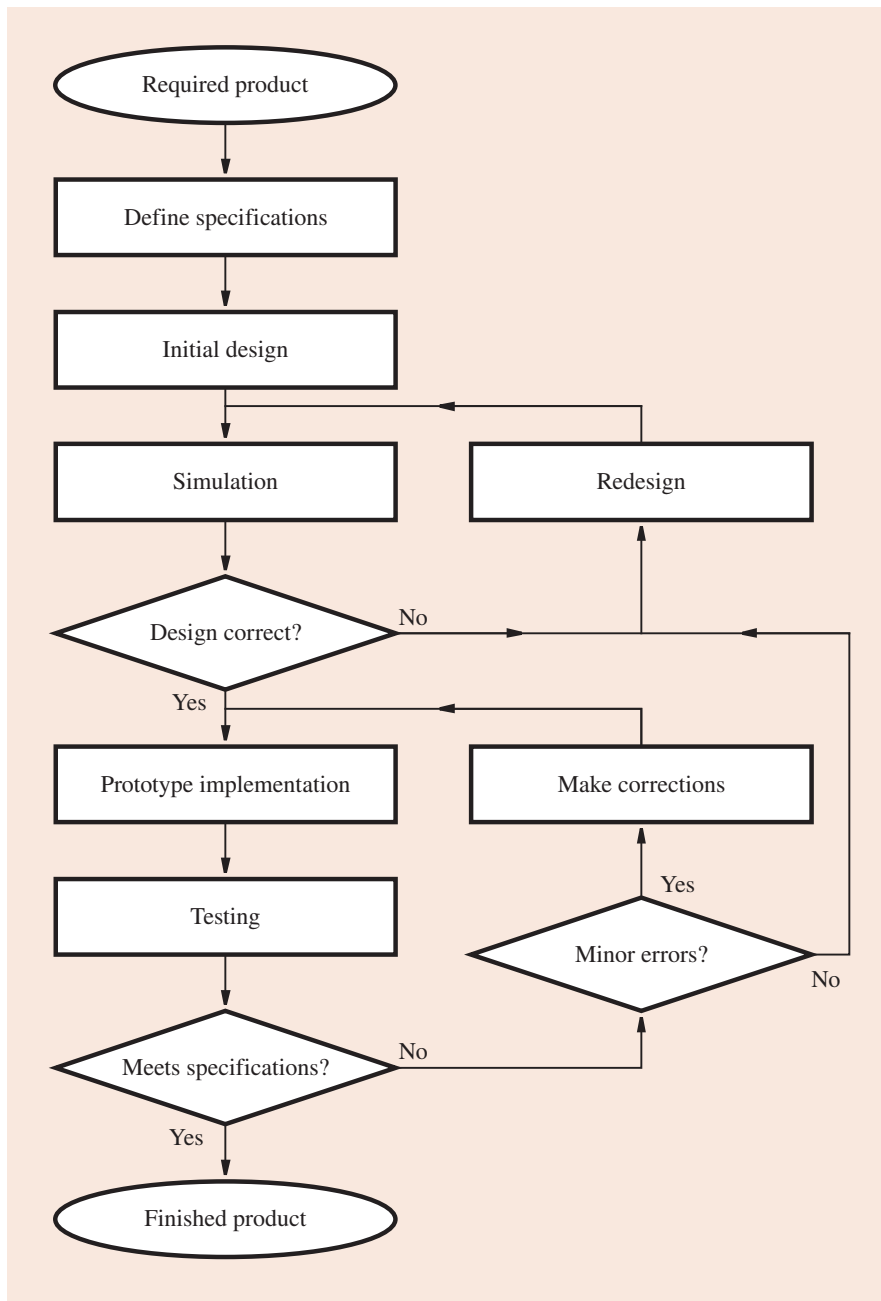 Required product
Define specifications
Initial design
Simulation
Redesign
Design correct?
No
Yes
Prototype implementation
Make corrections
Yes
Testing
Minor errors?
No
Meets specifications?
No
Yes
Finished product